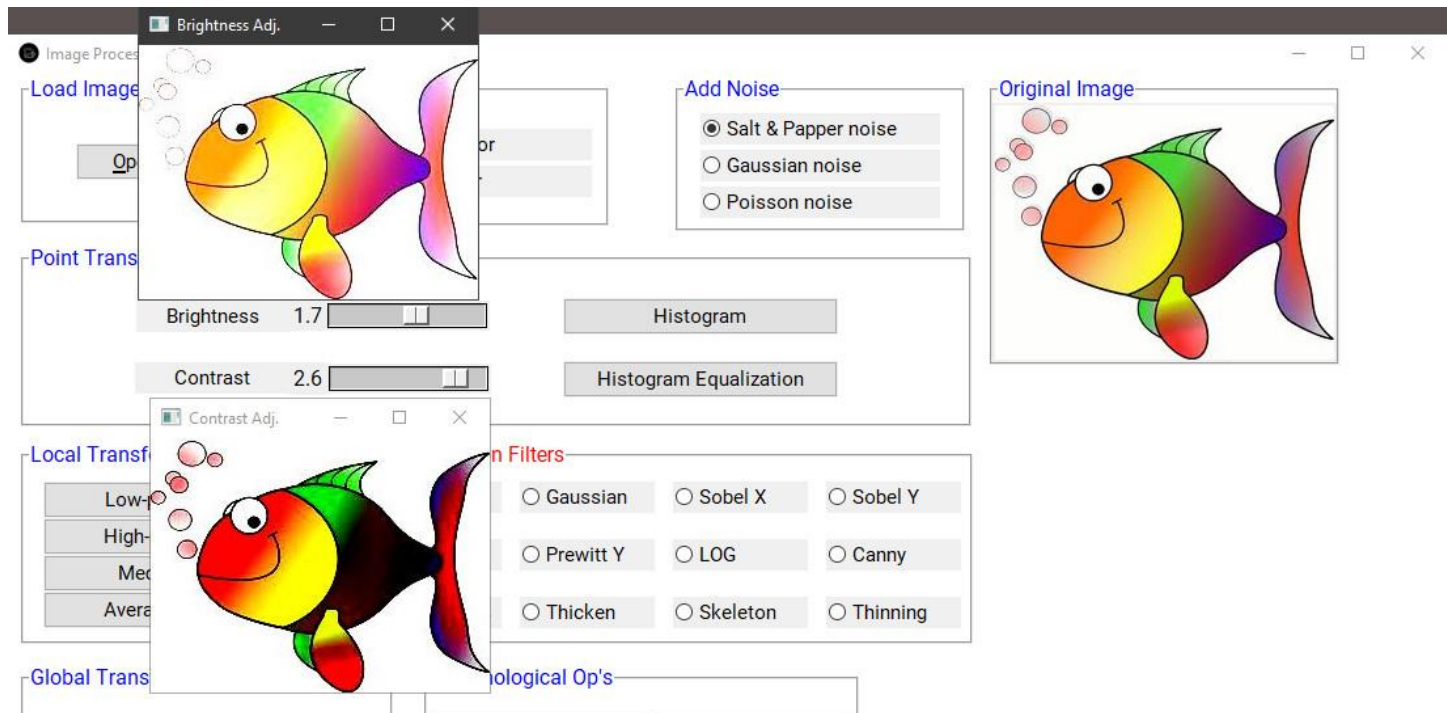 Brightness Adj.
Image Proces
Load Image
Op
or
Add Noise
Salt & Papper noise
Gaussian noise
Poisson noise
Original Image
Point Trans
Brightness 1.7
Histogram
Contrast 2.6
Histogram Equalization
Contrast Adj.
Local Transf
n Filters
Low-
Gaussian
Sobel X
Sobel Y
High-
Prewitt Y
LOG
Canny
Med
Avera
Thicken
Skeleton
Thinning
Global Trans
ological Op's